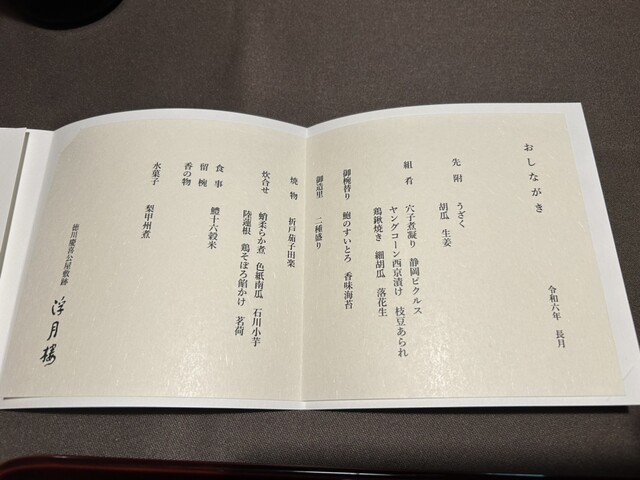 おしながき
令和六年 長月
先附 うざく
胡瓜 生姜
組肴 穴子煮凝り 静岡ピクルス
ヤングコーン西京漬け 枝豆あられ
鶏鍬焼き 細胡瓜 落花生
御椀替り 鮑のすいとろ 香味海苔
御造里 二種盛り
焼物 折戸茄子田楽
炊合せ 蛸柔らか煮 色紙南瓜 石川小芋
陸蓮根 鶏そぼろ餡かけ 茗荷
食事 鱧十六穀米
留椀
香の物
水菓子 梨甲州煮
徳川慶喜公屋敷跡
浮月楼